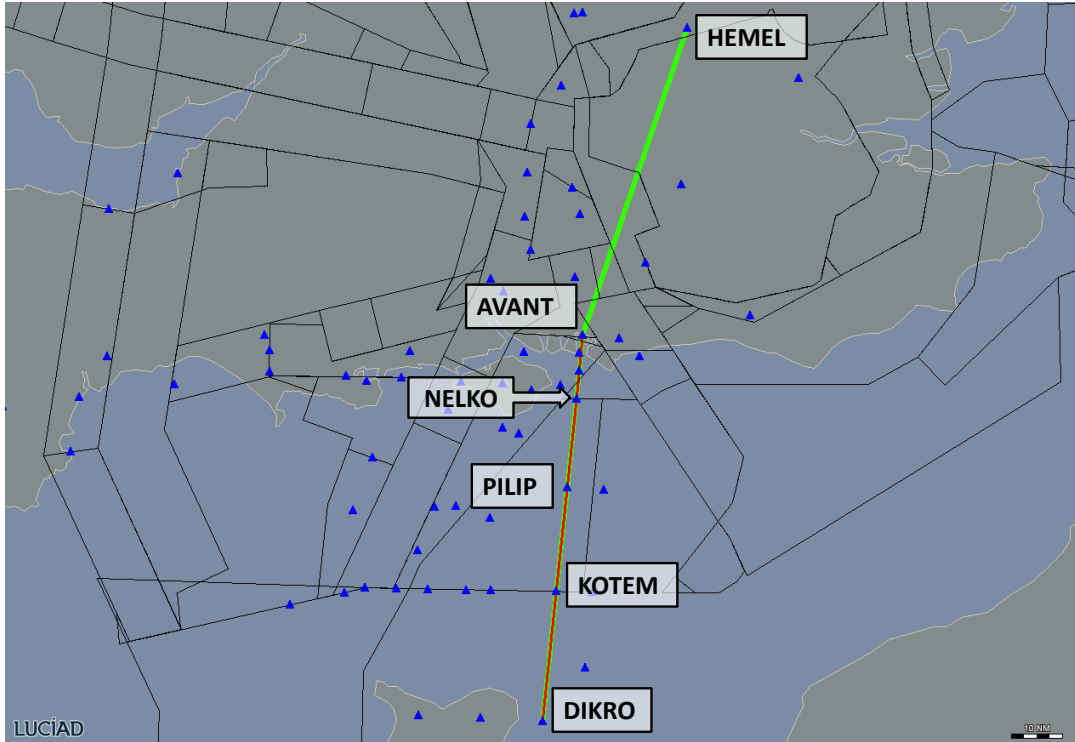 HEMEL
AVANT
NELKO
PILIP
KOTEM
DIKRO
LUCIAD
10 NM